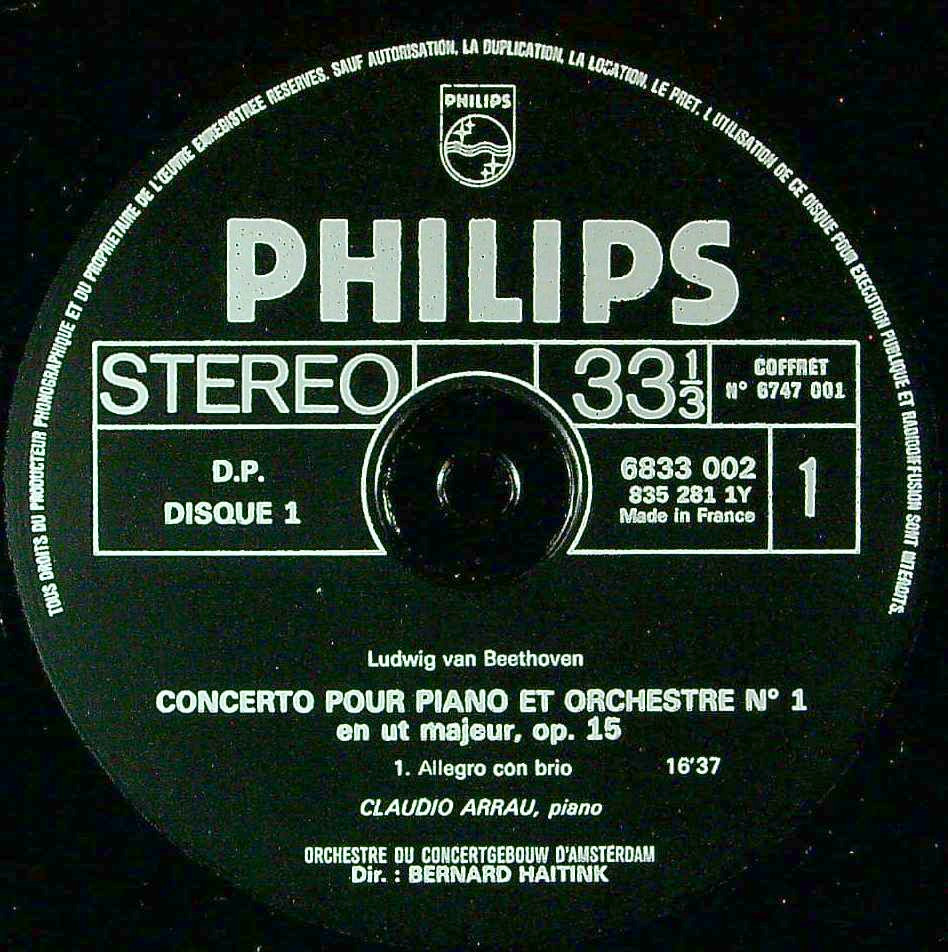 TOUS DROITS DU PRODUCTEUR PHONOGRAPHIQUE ET DU PROPRIETAIRE DE L'ŒUVRE ENREGISTREE RESERVES. SAUF AUTORISATION, LA DUPLICATION, LA LOCATION, LE PRET, L'UTILISATION DE CE DISQUE POUR EXECUTION PUBLIQUE ET RADIODIFFUSION SONT INTERDITS.
PHILIPS
PHILIPS
STEREO
33 1/3
COFFRET
N° 6747 001
D.P.
DISQUE 1
6833 002
835 281 1Y
Made in France
1
Ludwig van Beethoven
CONCERTO POUR PIANO ET ORCHESTRE N° 1
en ut majeur, op. 15
1. Allegro con brio 16'37
CLAUDIO ARRAU, piano
ORCHESTRE DU CONCERTGEBOUW D'AMSTERDAM
Dir. : BERNARD HAITINK